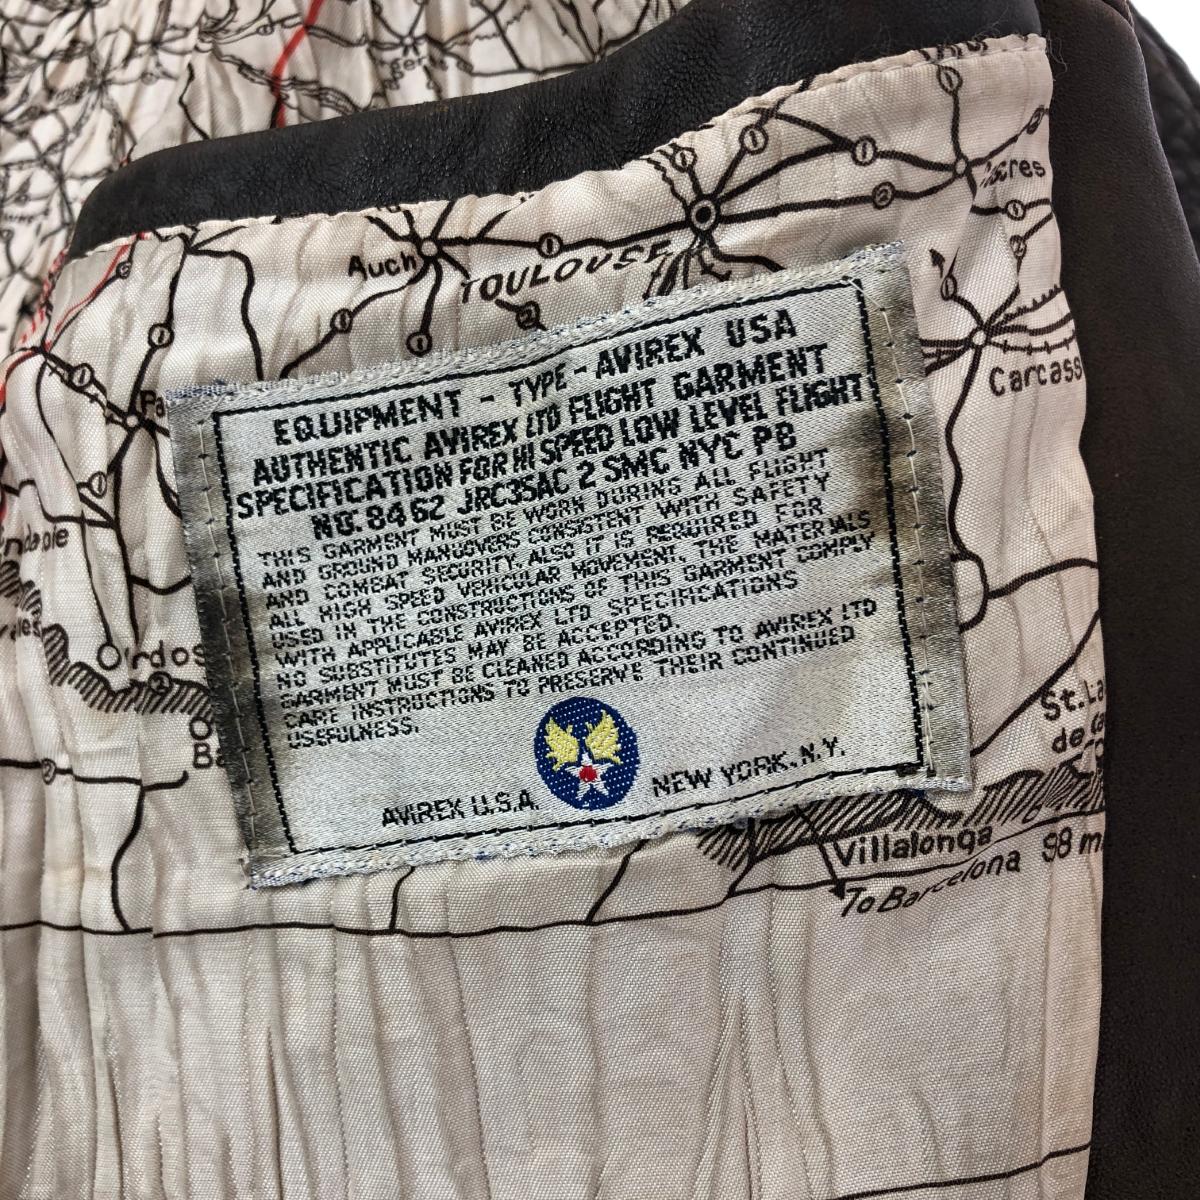 Auch
TOULOUSE
Carcass
EQUIPMENT - TYPE - AVIREX USA
AUTHENTIC AVIREX LTD FLIGHT GARMENT
SPECIFICATION FOR HI SPEED LOW LEVEL FLIGHT
NO. 8462 JRC3SAC 2 SMC NYC PB
THIS GARMENT MUST BE WORN DURING ALL FLIGHT
AND GROUND MANUOVERS CONSISTENT WITH SAFETY
AND COMBAT SECURITY. ALSO IT IS REQUIRED FOR
ALL HIGH SPEED VEHICULAR MOVEMENT. THE MATERIALS
USED IN THE CONSTRUCTIONS OF THIS GARMENT COMPLY
WITH APPLICABLE AVIREX LTD SPECIFICATIONS
NO SUBSTITUTES MAY BE ACCEPTED.
GARMENT MUST BE CLEANED ACCORDING TO AVIREX LTD
CARE INSTRUCTIONS TO PRESERVE THEIR CONTINUED
USEFULNESS.
AVIREX U.S.A. NEW YORK, N.Y.
St. La
de
Villalonga
To Barcelona 98 m